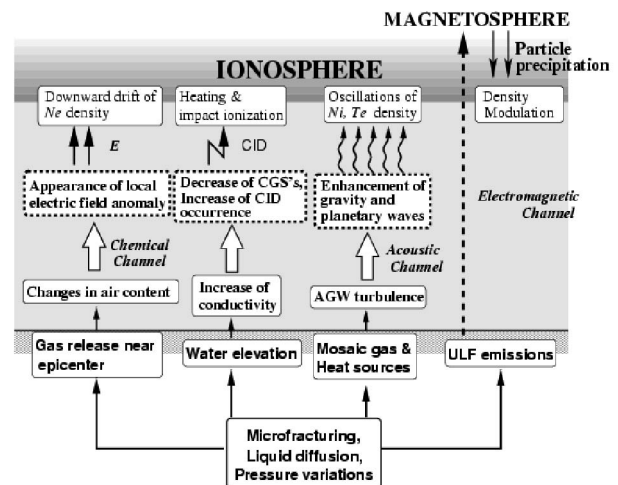 MAGNETOSPHERE
Particle
precipitation
IONOSPHERE
Downward drift of
Ne density
Heating &
impact ionization
Oscillations of
Ni, Te density
Density
Modulation
E
CID
Appearance of local
electric field anomaly
Decrease of CGS's,
Increase of CID
occurrence
Enhancement of
gravity and
planetary waves
Electromagnetic
Channel
Chemical
Channel
Acoustic
Channel
Changes in air content
Increase of
conductivity
AGW turbulence
Gas release near
epicenter
Water elevation
Mosaic gas &
Heat sources
ULF emissions
Microfracturing,
Liquid diffusion,
Pressure variations